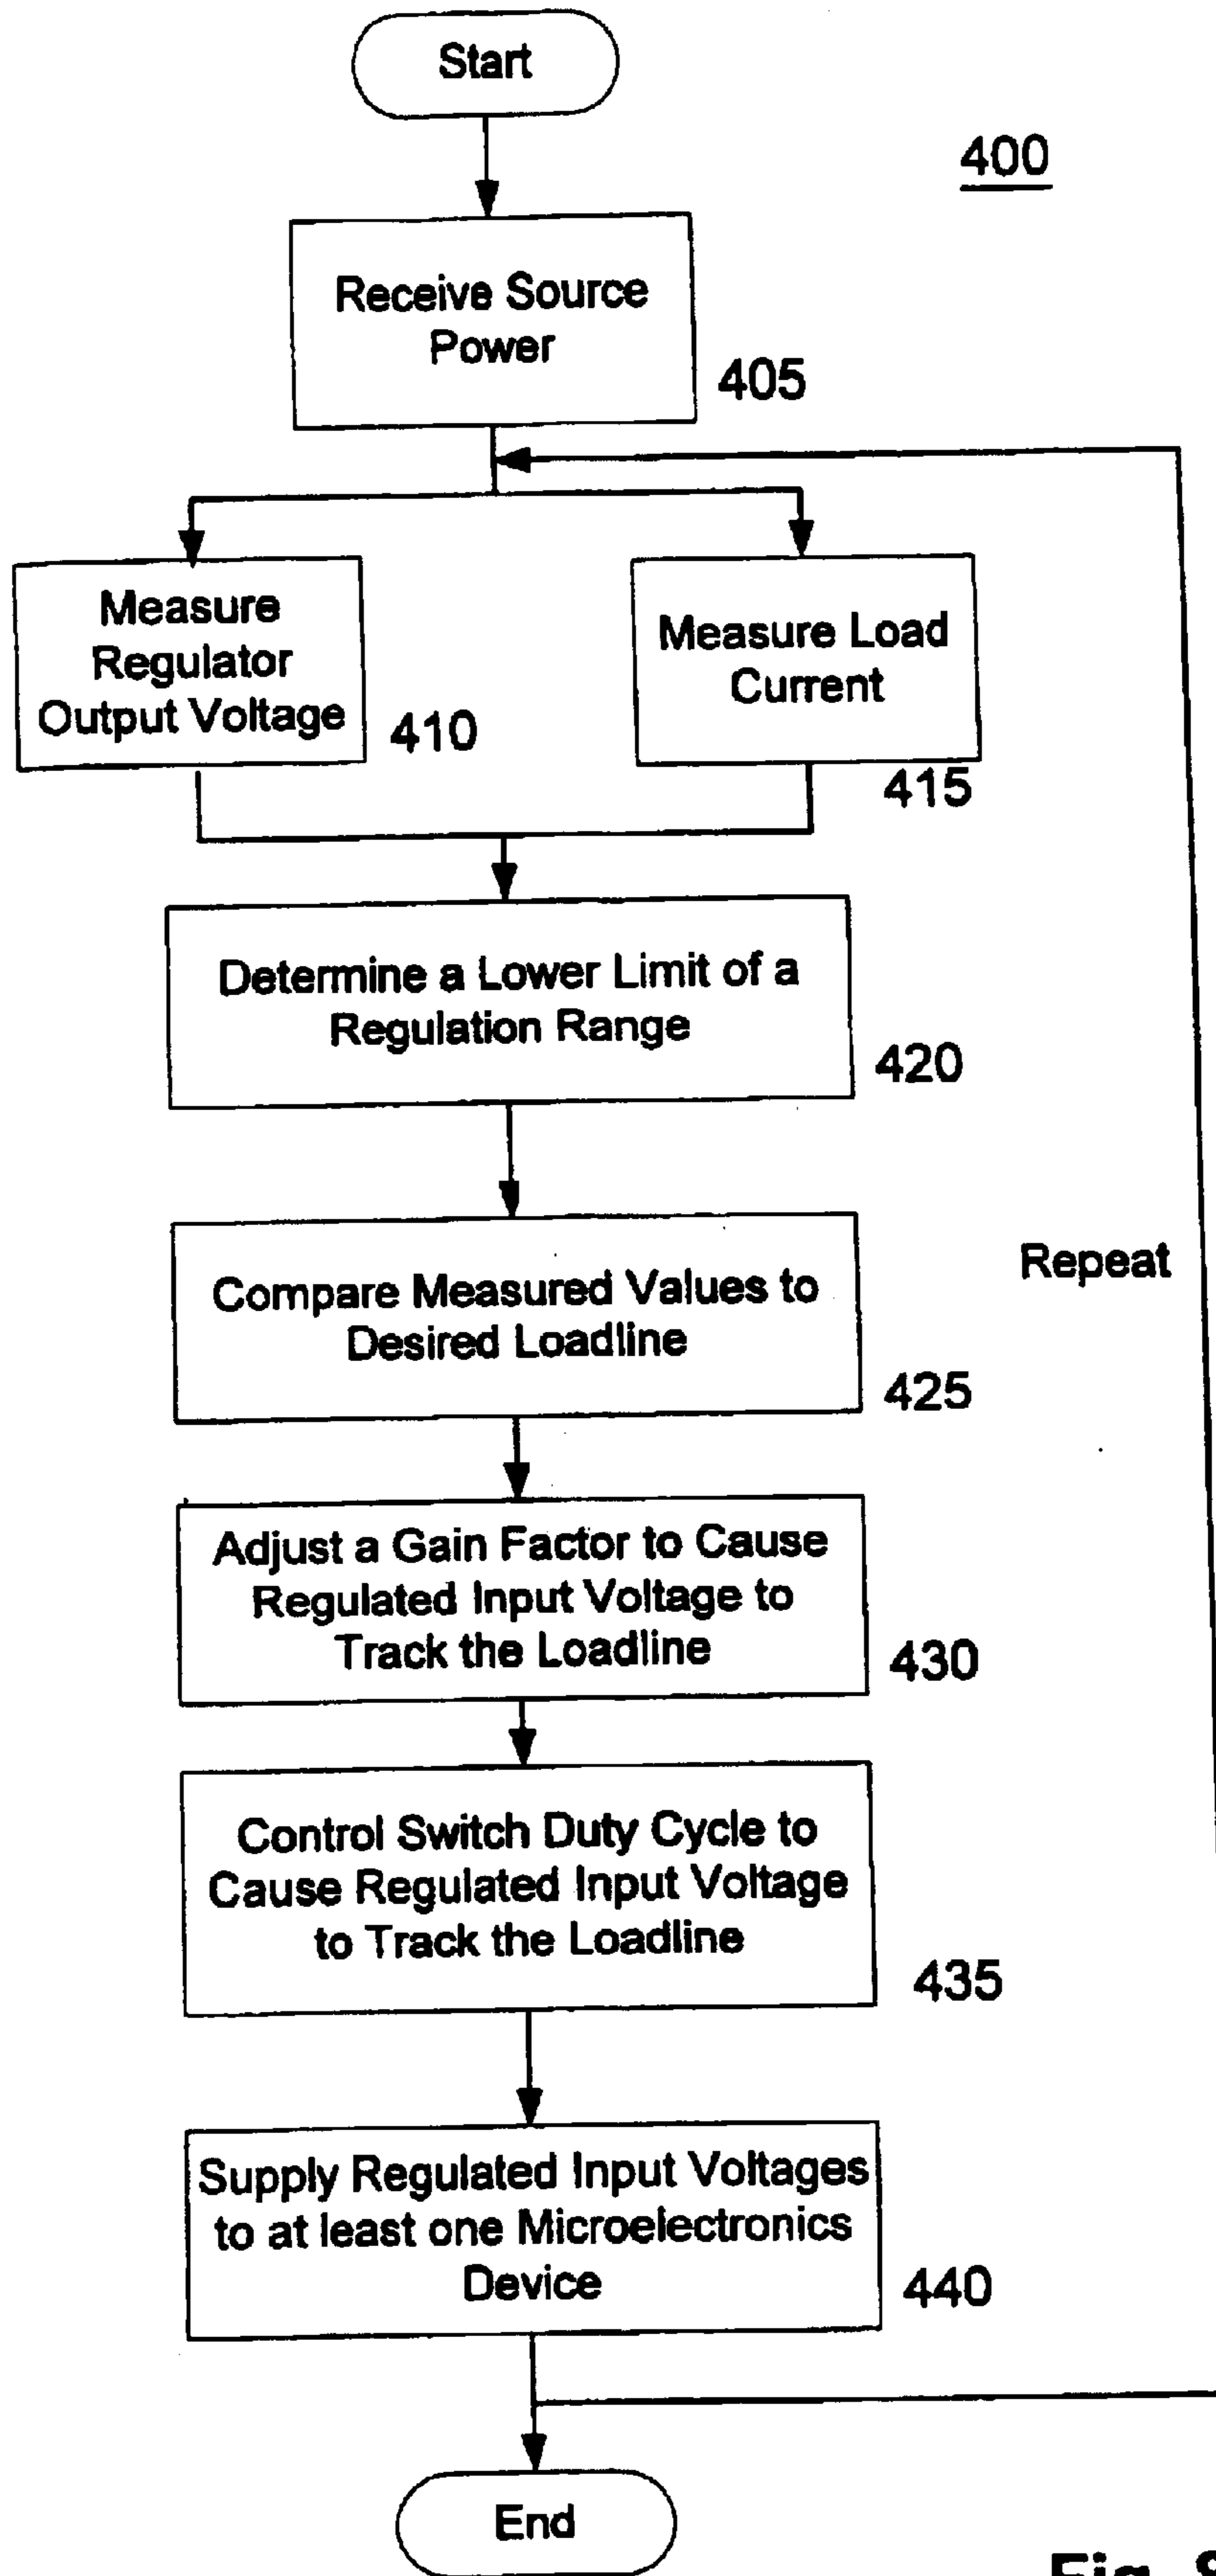 Start
400
Receive Source
Power
405
Measure
Regulator
Output Voltage
410
Measure Load
Current
415
Determine a Lower Limit of a
Regulation Range
420
Compare Measured Values to
Desired Loadline
425
Repeat
Adjust a Gain Factor to Cause
Regulated Input Voltage to
Track the Loadline
430
Control Switch Duty Cycle to
Cause Regulated Input Voltage
to Track the Loadline
435
Supply Regulated Input Voltages
to at least one Microelectronics
Device
440
End
Fig.